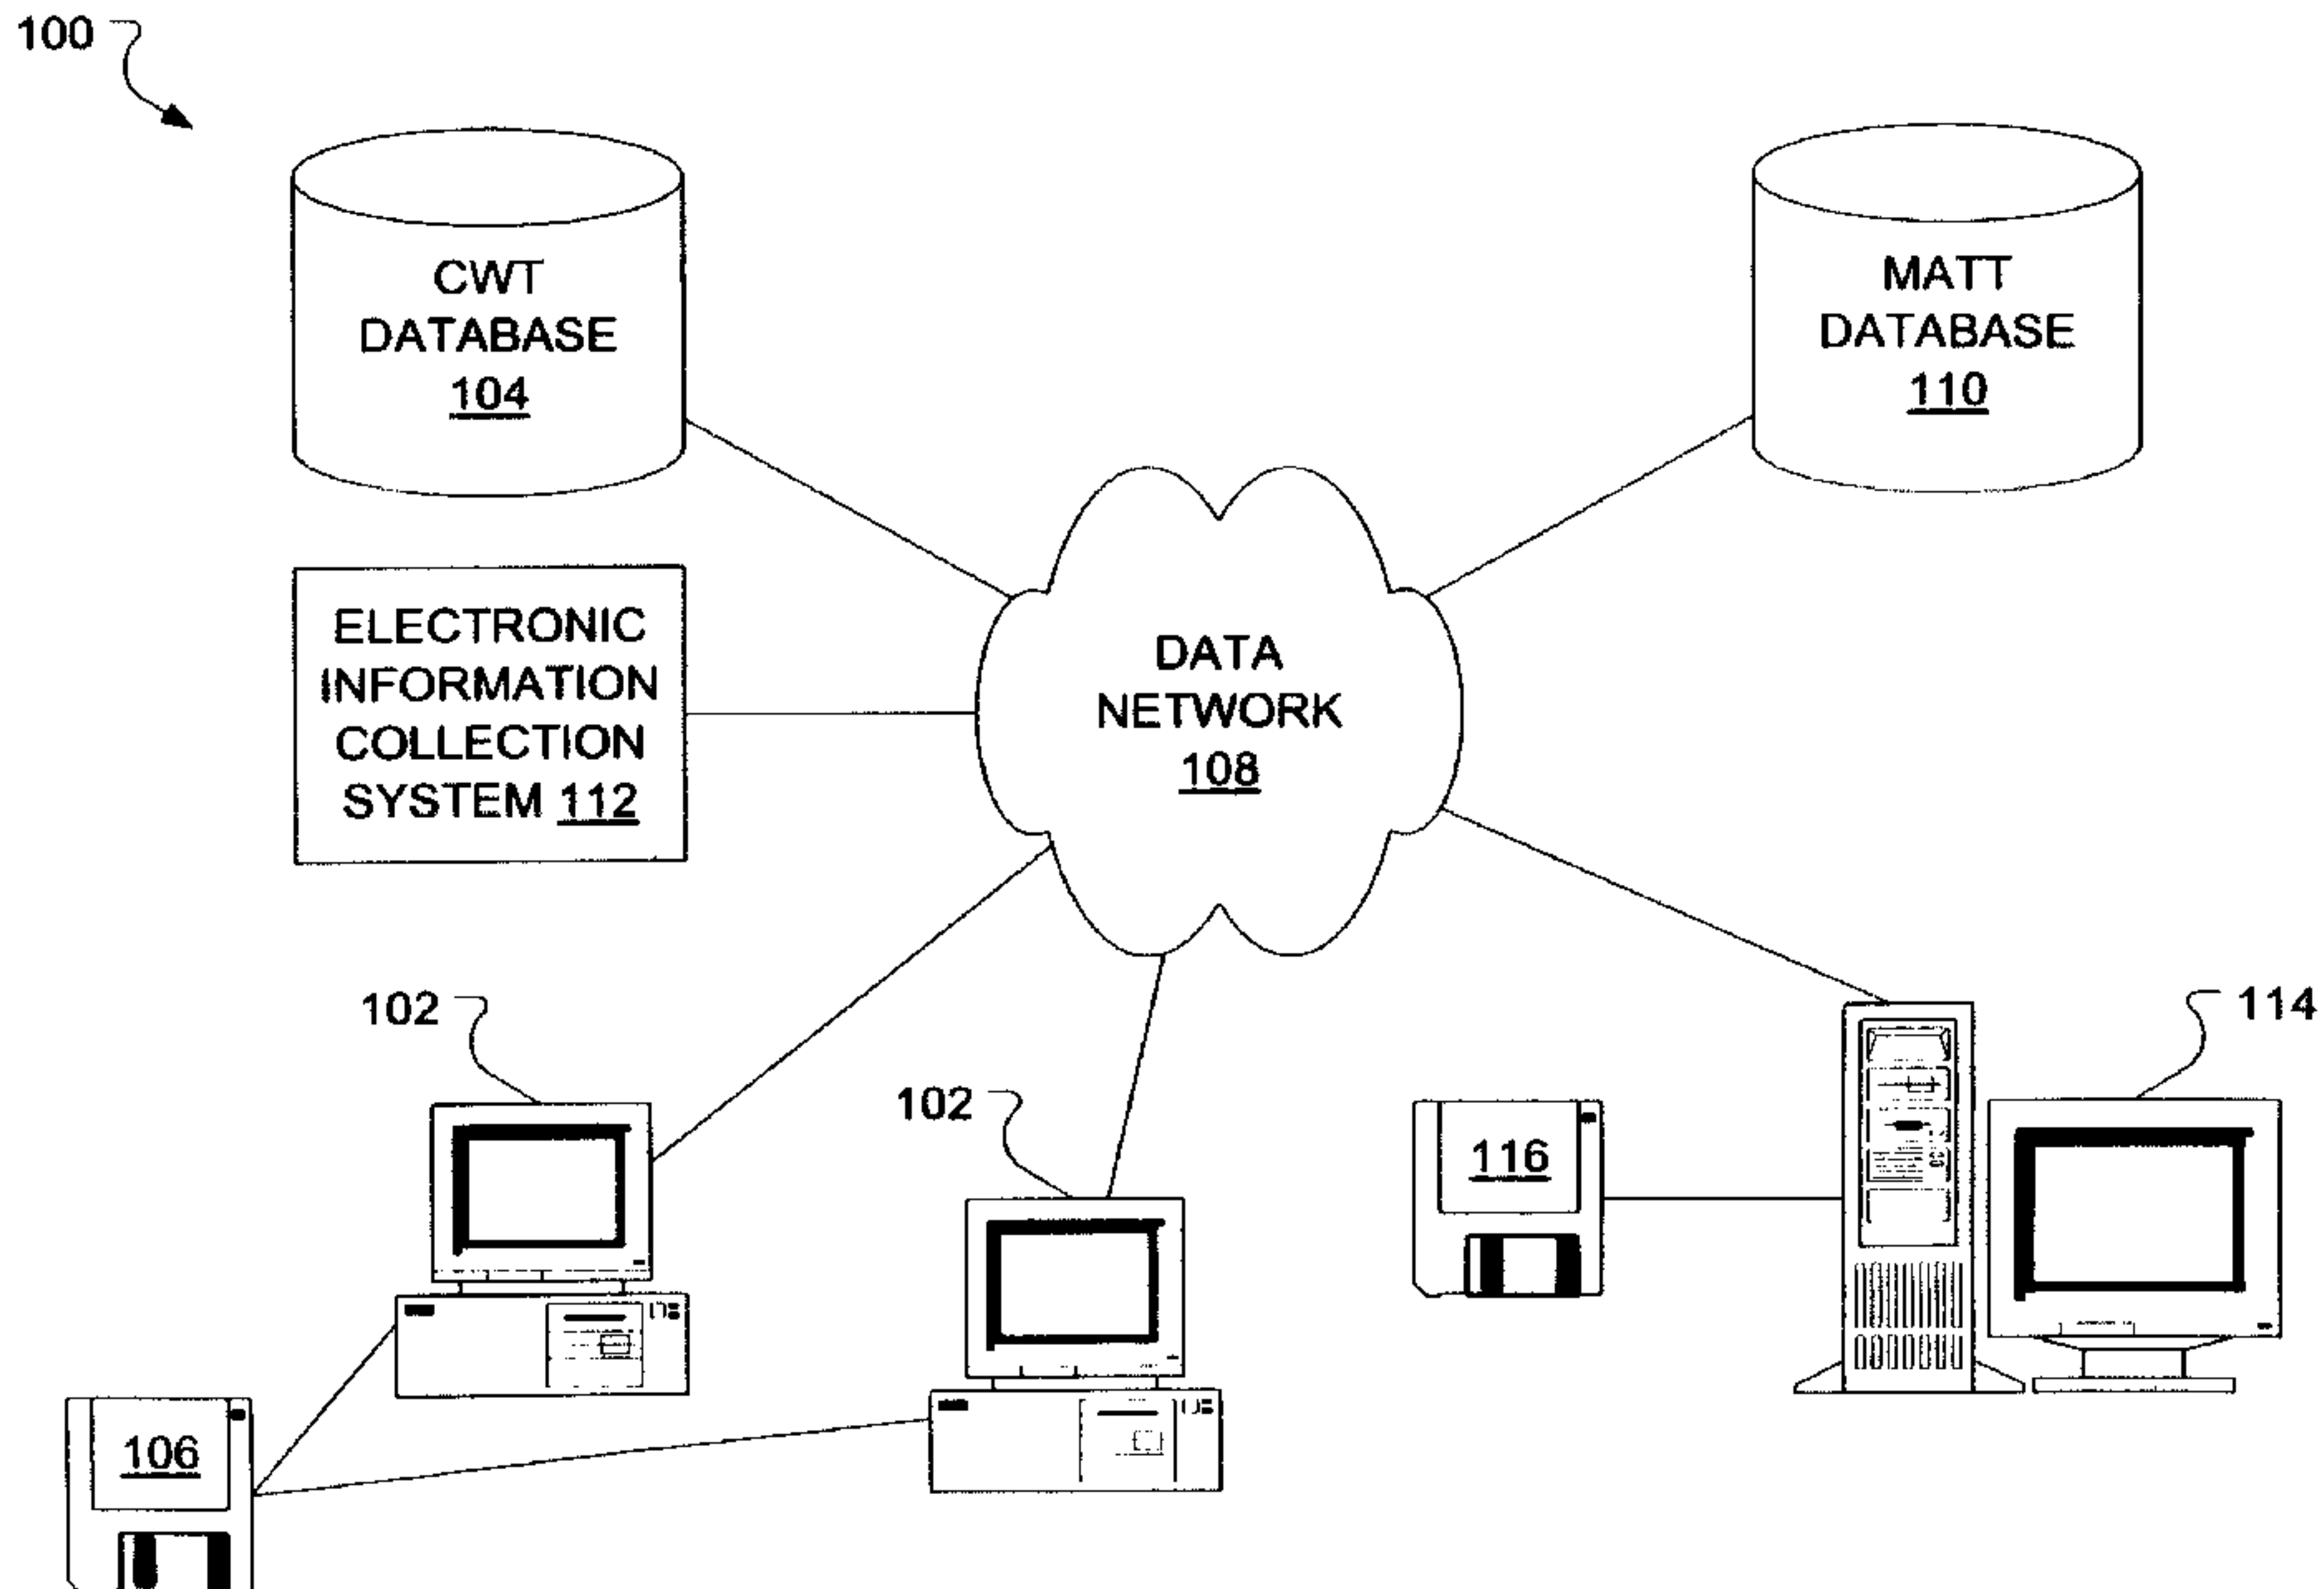 100
CWT
DATABASE
104
MATT
DATABASE
110
ELECTRONIC
INFORMATION
COLLECTION
SYSTEM 112
DATA
NETWORK
108
102
102
114
116
106